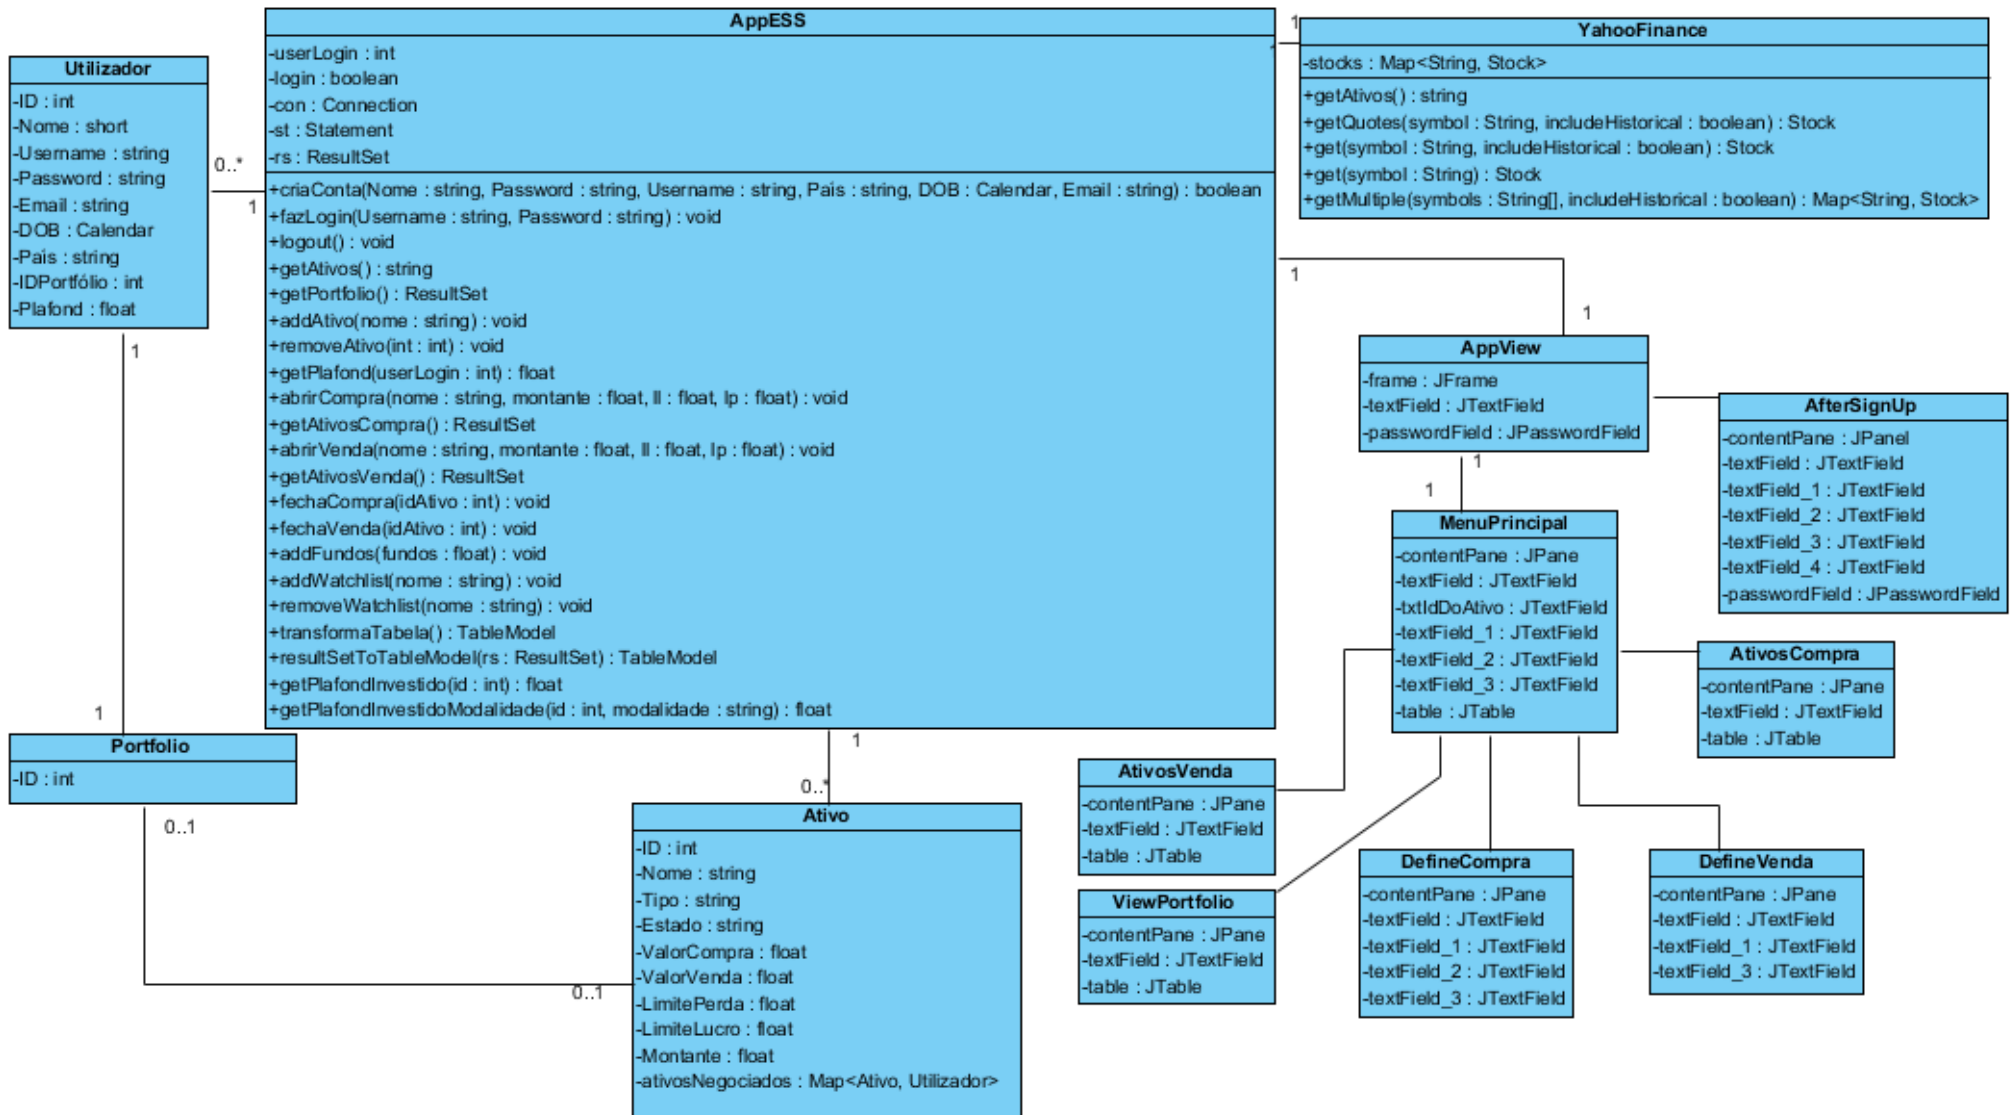 AppESS
-userLogin : int
-login : boolean
-con : Connection
-st : Statement
-rs : ResultSet
+criaConta(Nome : string, Password : string, Username : string, Pais : string, DOB : Calendar, Email : string) : boolean
+fazLogin(Username : string, Password : string) : void
+logout() : void
+getAtivos() : string
+getPortfolio() : ResultSet
+addAtivo(nome : string) : void
+removeAtivo(int : int) : void
+getPlafond(userLogin : int) : float
+abrirCompra(nome : string, montante : float, ll : float, lp : float) : void
+getAtivosCompra() : ResultSet
+abrirVenda(nome : string, montante : float, ll : float, lp : float) : void
+getAtivosVenda() : ResultSet
+fechaCompra(idAtivo : int) : void
+fechaVenda(idAtivo : int) : void
+addFundos(fundos : float) : void
+addWatchlist(nome : string) : void
+removeWatchlist(nome : string) : void
+transformaTabela() : TableModel
+resultSetToTableModel(rs : ResultSet) : TableModel
+getPlafondInvestido(id : int) : float
+getPlafondInvestidoModalidade(id : int, modalidade : string) : float
Utilizador
-ID : int
-Nome : short
-Username : string
-Password : string
-Email : string
-DOB : Calendar
-Pais : string
-IDPortfólio : int
-Plafond : float
0..*
1
1
1
Portfolio
-ID : int
0..1
0..1
1
0..*
Ativo
-ID : int
-Nome : string
-Tipo : string
-Estado : string
-ValorCompra : float
-ValorVenda : float
-LimitePerda : float
-LimiteLucro : float
-Montante : float
-ativosNegociados : Map<Ativo, Utilizador>
1
1
YahooFinance
-stocks : Map<String, Stock>
+getAtivos() : string
+getQuotes(symbol : String, includeHistorical : boolean) : Stock
+get(symbol : String, includeHistorical : boolean) : Stock
+get(symbol : String) : Stock
+getMultiple(symbols : String[], includeHistorical : boolean) : Map<String, Stock>
1
1
AppView
-frame : JFrame
-textField : JTextField
-passwordField : JPasswordField
1
1
AfterSignUp
-contentPane : JPanel
-textField : JTextField
-textField_1 : JTextField
-textField_2 : JTextField
-textField_3 : JTextField
-textField_4 : JTextField
-passwordField : JPasswordField
MenuPrincipal
-contentPane : JPane
-textField : JTextField
-txtIdDoAtivo : JTextField
-textField_1 : JTextField
-textField_2 : JTextField
-textField_3 : JTextField
-table : JTable
AtivosCompra
-contentPane : JPane
-textField : JTextField
-table : JTable
AtivosVenda
-contentPane : JPane
-textField : JTextField
-table : JTable
ViewPortfolio
-contentPane : JPane
-textField : JTextField
-table : JTable
DefineCompra
-contentPane : JPane
-textField : JTextField
-textField_1 : JTextField
-textField_2 : JTextField
-textField_3 : JTextField
DefineVenda
-contentPane : JPane
-textField : JTextField
-textField_1 : JTextField
-textField_3 : JTextField